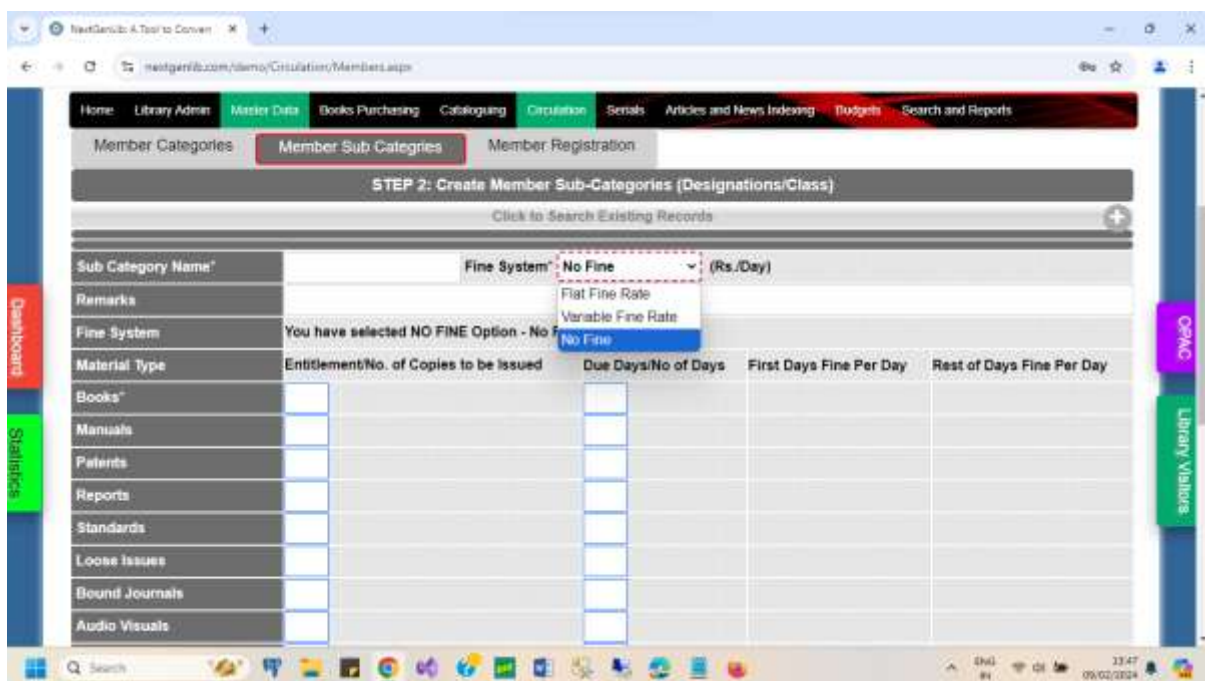 NextGenLib: A Tool to Conver
nextgenlib.com/demo/Circulation/Members.aspx
Home Library Admin Master Data Books Purchasing Cataloguing Circulation Serials Articles and News Indexing Budgets Search and Reports
Member Categories Member Sub Categries Member Registration
STEP 2: Create Member Sub-Categories (Designations/Class)
Click to Search Existing Records
Sub Category Name* Fine System* No Fine (Rs./Day)
Flat Fine Rate
Variable Fine Rate
No Fine
Remarks
Fine System You have selected NO FINE Option - No
Material Type Entitlement/No. of Copies to be Issued Due Days/No of Days First Days Fine Per Day Rest of Days Fine Per Day
Books*
Manuals
Patents
Reports
Standards
Loose Issues
Bound Journals
Audio Visuals
Dashboard
Statistics
OPAC
Library Visitors
Search
ENG
IN
13:47
09/02/2024